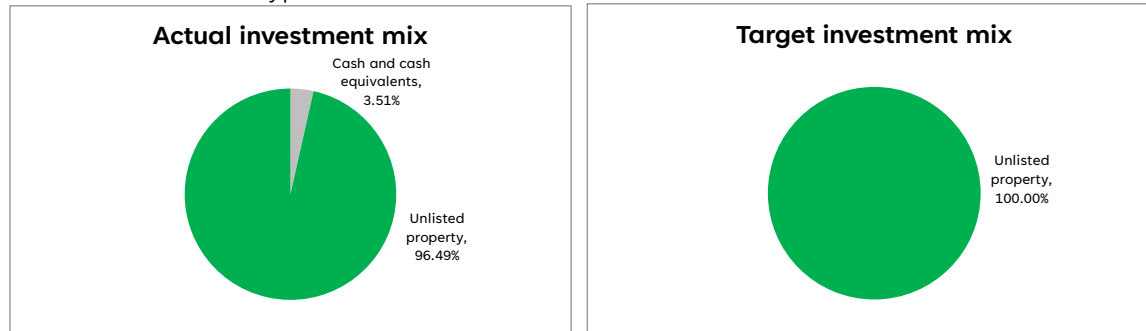 Actual investment mix
Cash and cash
equivalents,
3.51%
Unlisted
property,
96.49%
Target investment mix
Unlisted
property,
100.00%